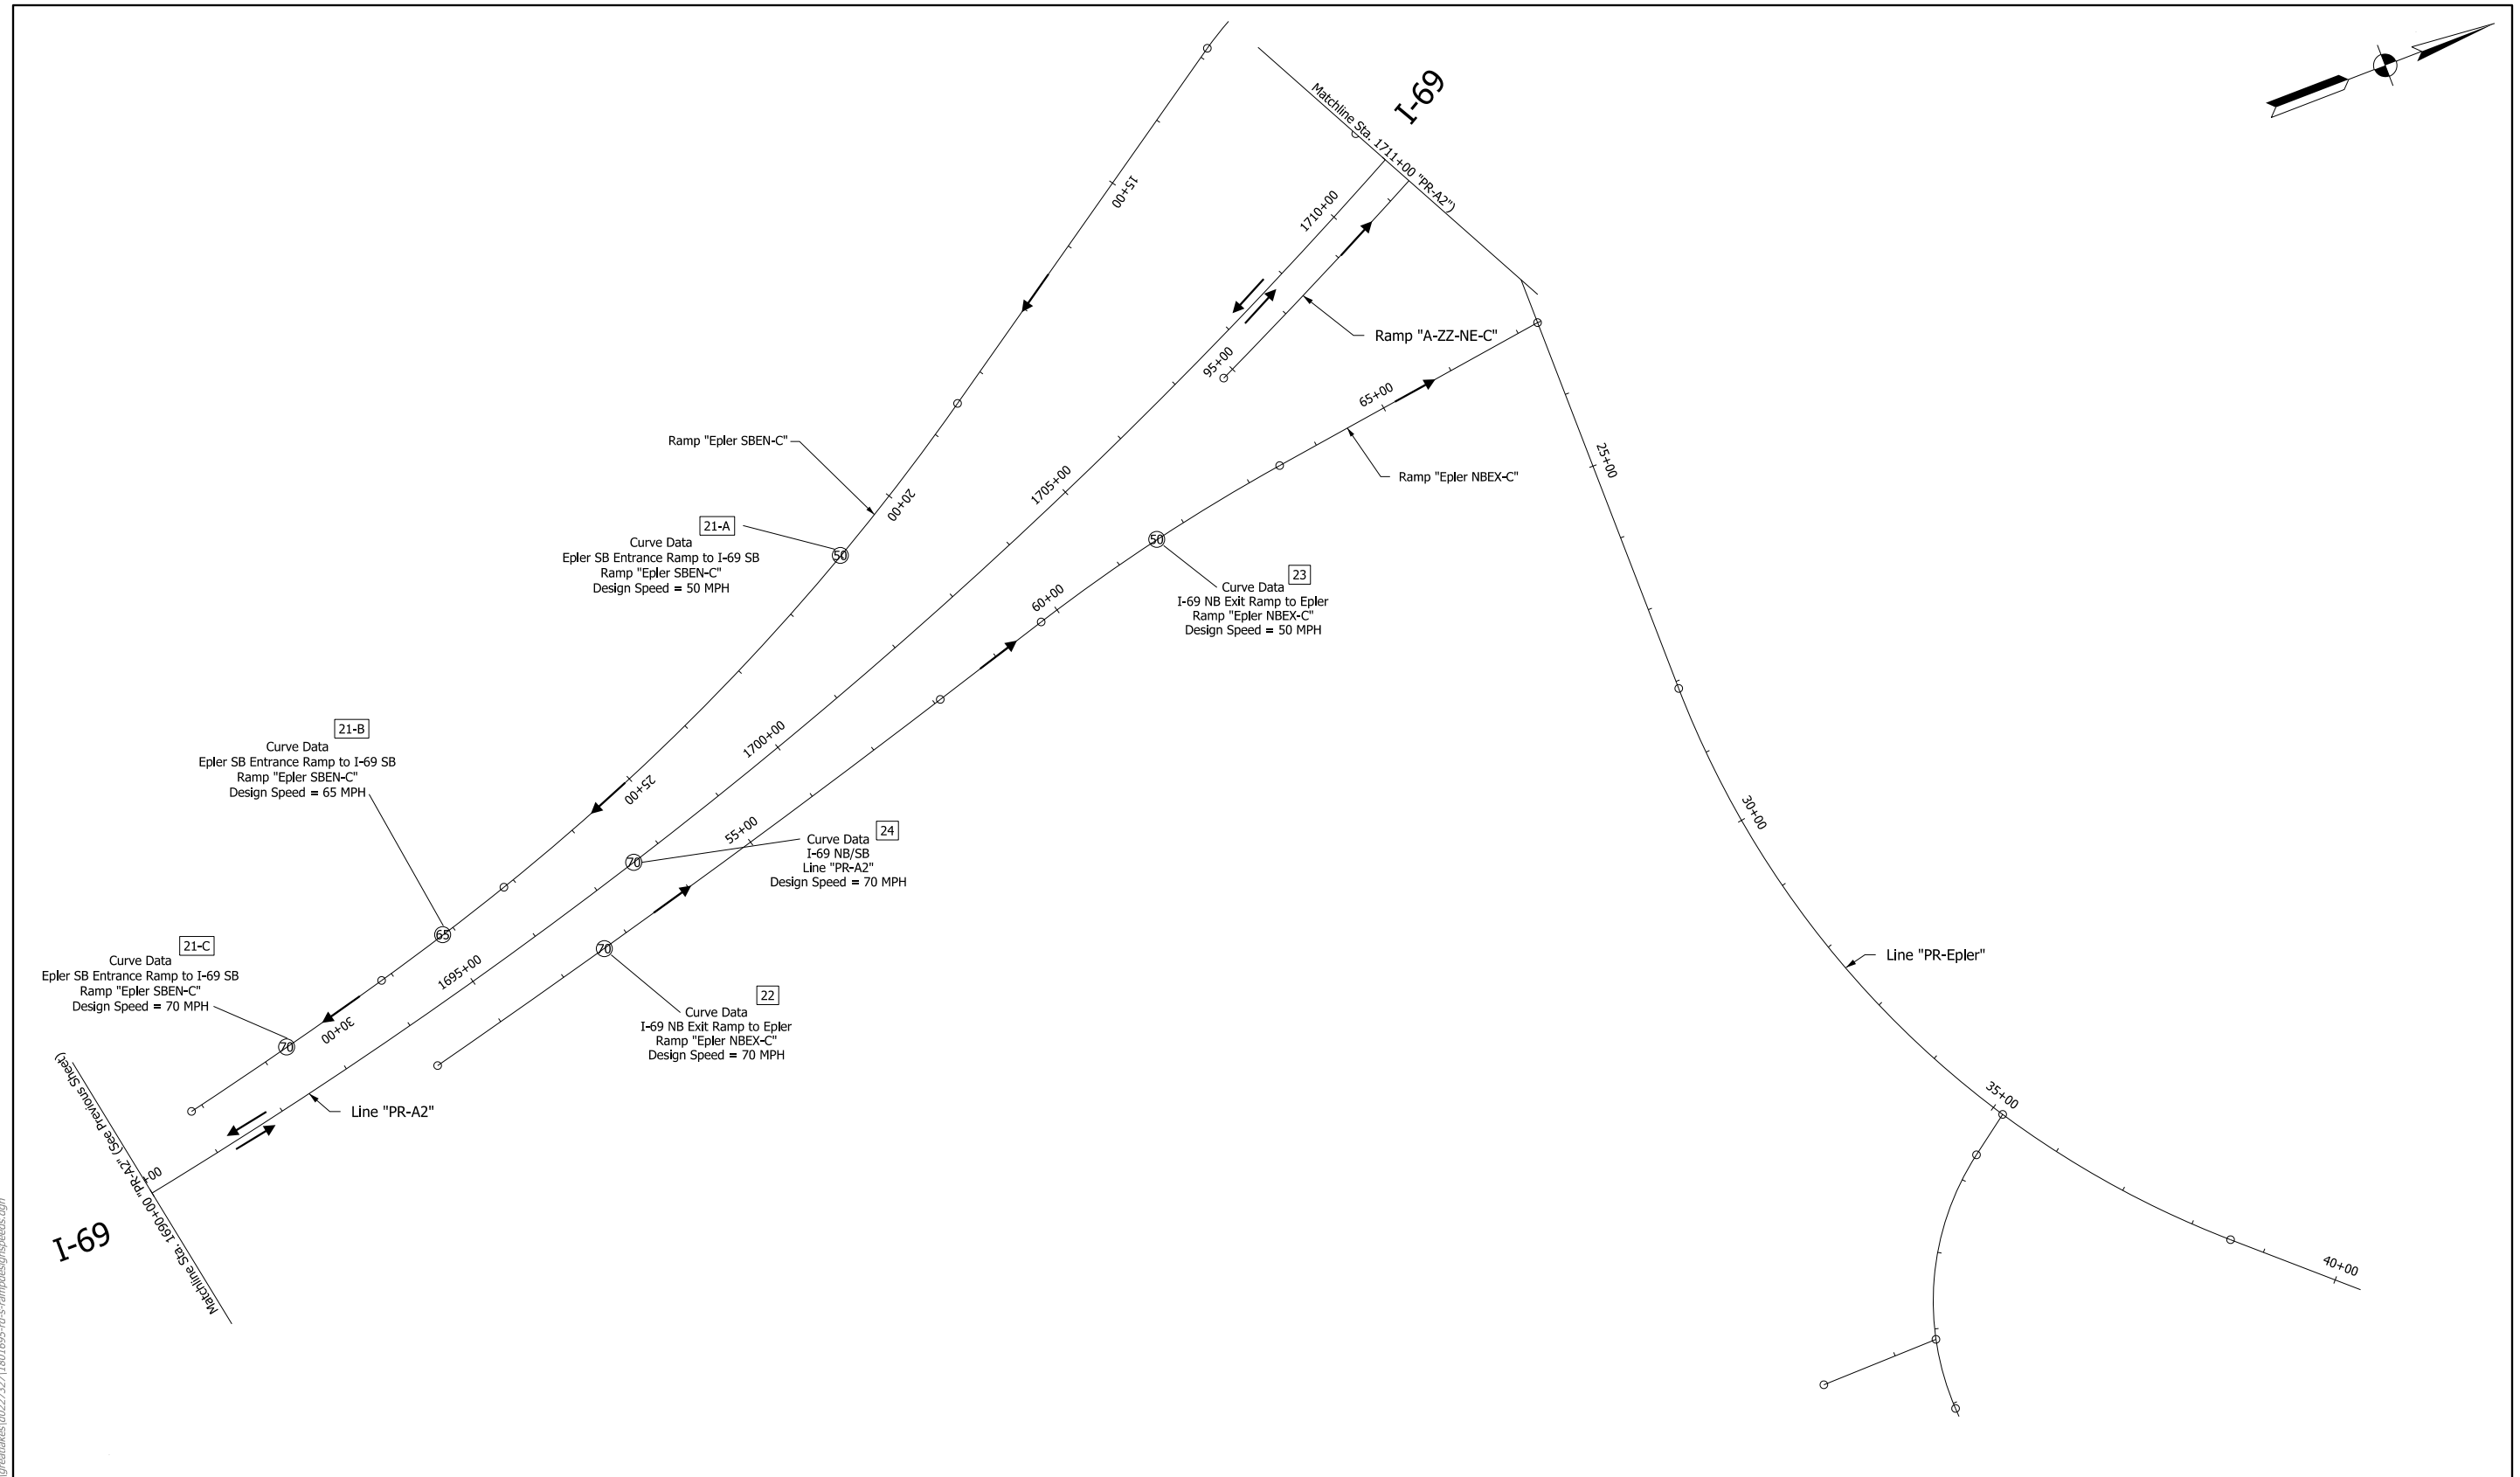 I-69
Matchline Sta. 1711+00 "PR-A2")
15+00
1710+00
Ramp "A-ZZ-NE-C"
95+00
65+00
Ramp "Epler SBEN-C"
Ramp "Epler NBEX-C"
25+00
1705+00
20+00
21-A
Curve Data
Epler SB Entrance Ramp to I-69 SB
Ramp "Epler SBEN-C"
Design Speed = 50 MPH
50
50
23
Curve Data
I-69 NB Exit Ramp to Epler
Ramp "Epler NBEX-C"
Design Speed = 50 MPH
60+00
21-B
Curve Data
Epler SB Entrance Ramp to I-69 SB
Ramp "Epler SBEN-C"
Design Speed = 65 MPH
1700+00
25+00
30+00
55+00
24
Curve Data
I-69 NB/SB
Line "PR-A2"
Design Speed = 70 MPH
70
65
70
21-C
Curve Data
Epler SB Entrance Ramp to I-69 SB
Ramp "Epler SBEN-C"
Design Speed = 70 MPH
1695+00
Line "PR-Epler"
22
Curve Data
I-69 NB Exit Ramp to Epler
Ramp "Epler NBEX-C"
Design Speed = 70 MPH
30+00
70
Line "PR-A2"
35+00
Matchline Sta. 1690+00 "PR-A2" (See Previous Sheet)
+00
I-69
40+00